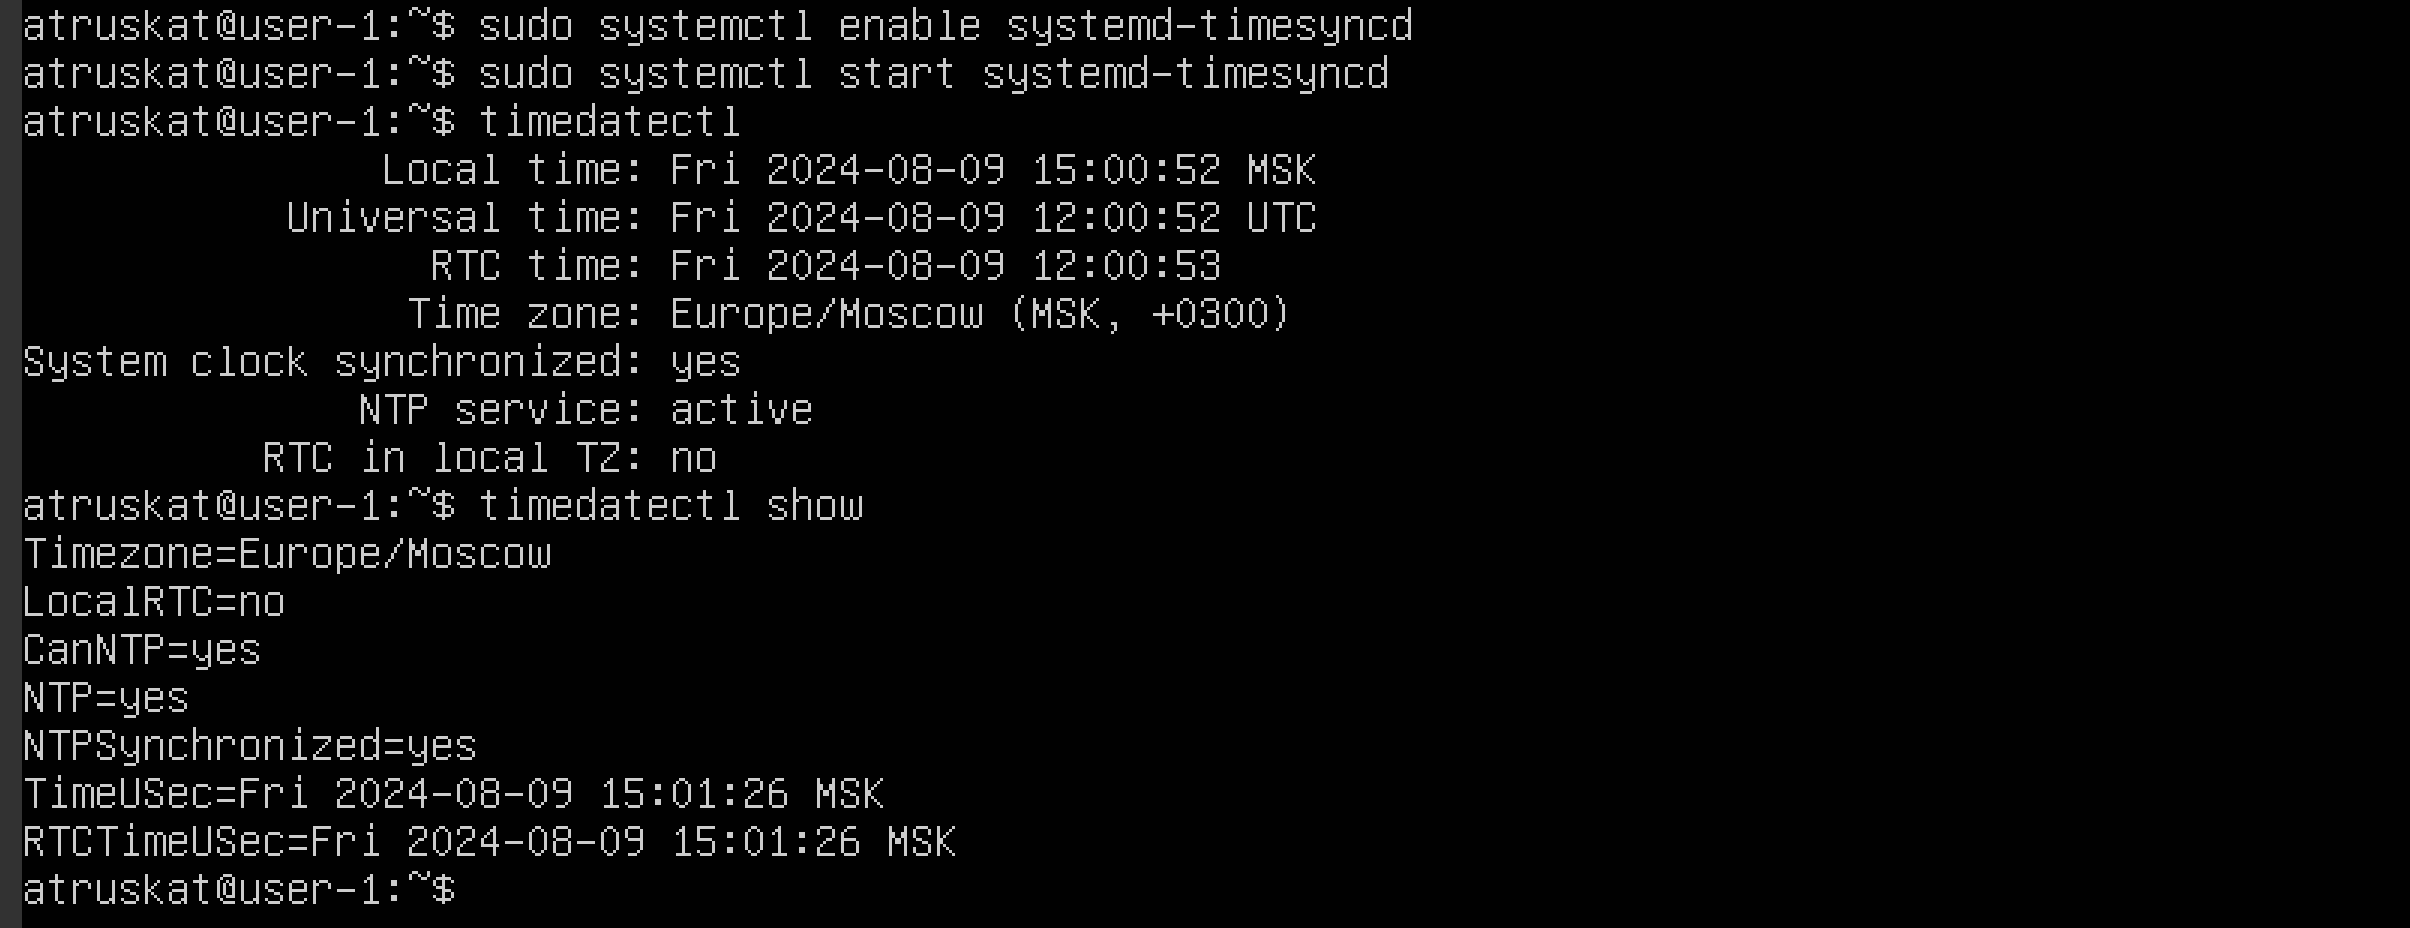 atruskat@user-1:~$ sudo systemctl enable systemd-timesyncd
atruskat@user-1:~$ sudo systemctl start systemd-timesyncd
atruskat@user-1:~$ timedatectl
               Local time: Fri 2024-08-09 15:00:52 MSK
           Universal time: Fri 2024-08-09 12:00:52 UTC
                 RTC time: Fri 2024-08-09 12:00:53
                Time zone: Europe/Moscow (MSK, +0300)
System clock synchronized: yes
              NTP service: active
          RTC in local TZ: no
atruskat@user-1:~$ timedatectl show
Timezone=Europe/Moscow
LocalRTC=no
CanNTP=yes
NTP=yes
NTPSynchronized=yes
TimeUSec=Fri 2024-08-09 15:01:26 MSK
RTCTimeUSec=Fri 2024-08-09 15:01:26 MSK
atruskat@user-1:~$